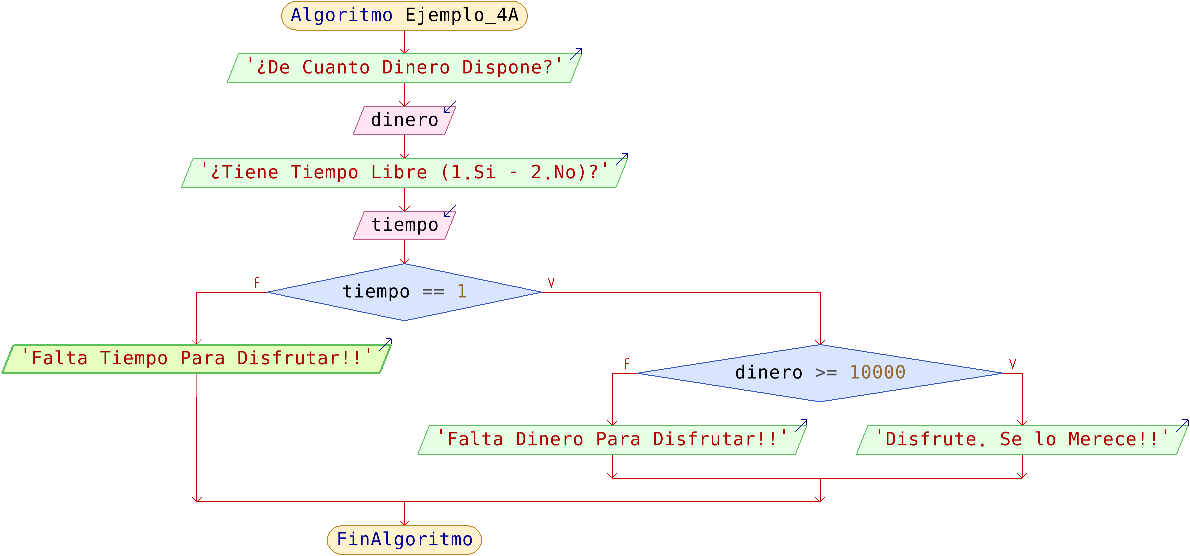 Algoritmo Ejemplo_4A
'¿De Cuanto Dinero Dispone?'
dinero
'¿Tiene Tiempo Libre (1.Si - 2.No)?'
tiempo
F
tiempo == 1
V
'Falta Tiempo Para Disfrutar!!'
F
dinero >= 10000
V
'Falta Dinero Para Disfrutar!!'
'Disfrute. Se lo Merece!!'
FinAlgoritmo